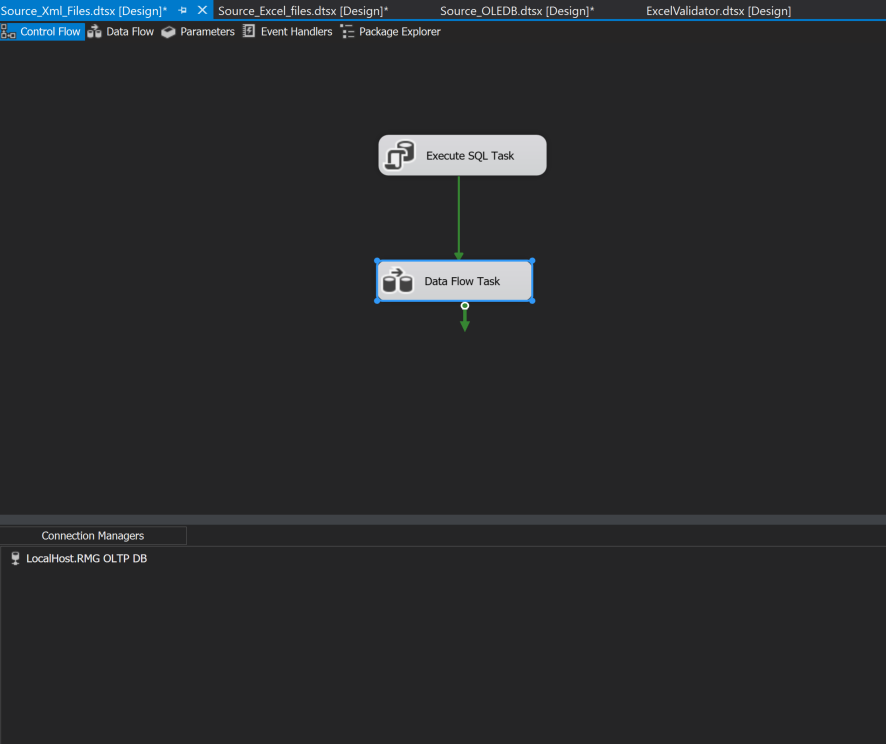 Source_Xml_Files.dtsx [Design]* Source_Excel_files.dtsx [Design]* Source_OLEDB.dtsx [Design]* ExcelValidator.dtsx [Design]
Control Flow Data Flow Parameters Event Handlers Package Explorer
Execute SQL Task
Data Flow Task
Connection Managers
LocalHost.RMG OLTP DB